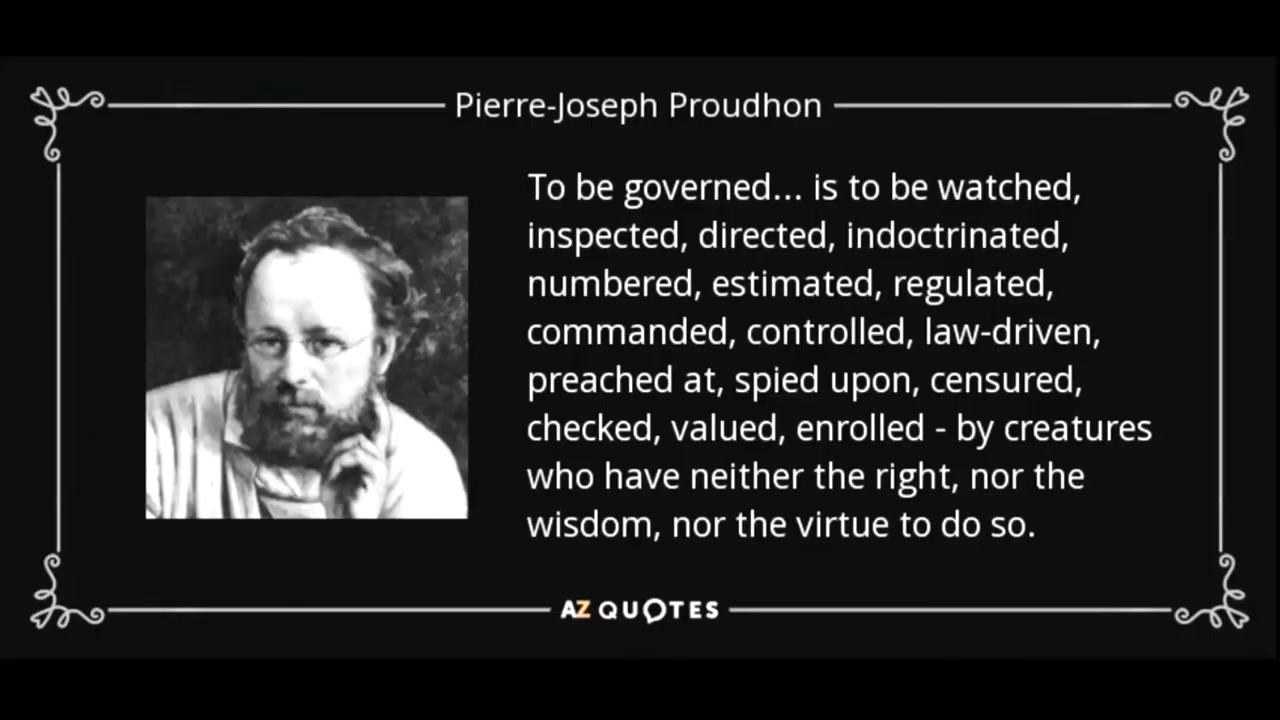 Pierre-Joseph Proudhon
To be governed... is to be watched,
inspected, directed, indoctrinated,
numbered, estimated, regulated,
commanded, controlled, law-driven,
preached at, spied upon, censured,
checked, valued, enrolled - by creatures
who have neither the right, nor the
wisdom, nor the virtue to do so.
AZ QUOTES